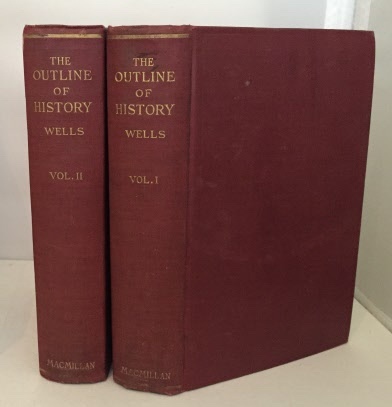 THE
OUTLINE
OF
HISTORY
WELLS
VOL. II
MACMILLAN
THE
OUTLINE
OF
HISTORY
WELLS
VOL. I
MACMILLAN